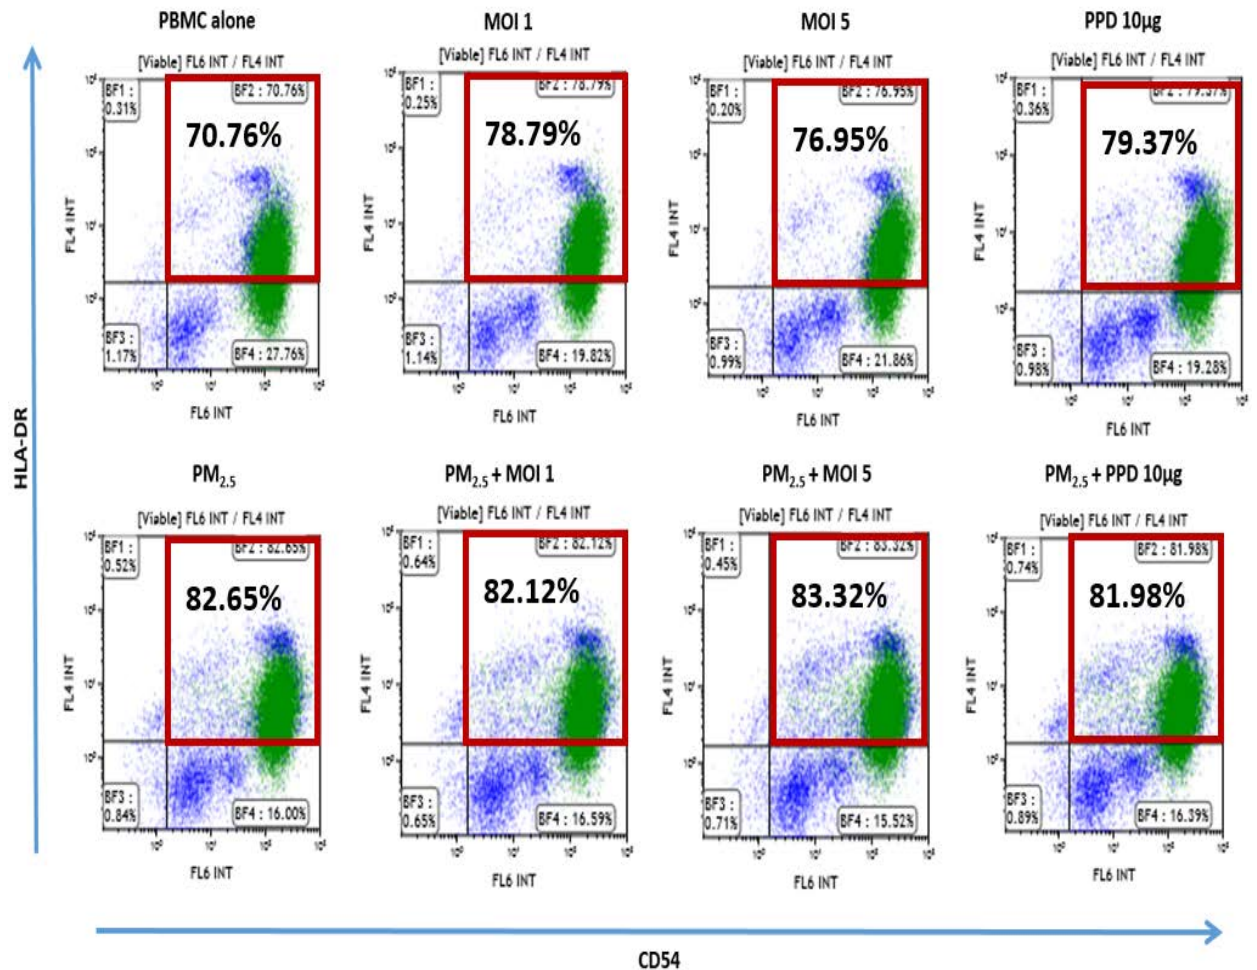 PBMC alone
[Viable] FL6 INT / FL4 INT
BF1 :
0.31%
BF2 : 70.76%
70.76%
FL4 INT
BF3 :
1.17%
BF4 : 27.76%
FL6 INT
MOI 1
[Viable] FL6 INT / FL4 INT
BF1 :
0.25%
BF2 : 78.79%
78.79%
FL4 INT
BF3 :
1.14%
BF4 : 19.82%
FL6 INT
MOI 5
[Viable] FL6 INT / FL4 INT
BF1 :
0.20%
BF2 : 76.95%
76.95%
FL4 INT
BF3 :
0.99%
BF4 : 21.86%
FL6 INT
PPD 10µg
[Viable] FL6 INT / FL4 INT
BF1 :
0.36%
BF2 : 79.37%
79.37%
FL4 INT
BF3 :
0.98%
BF4 : 19.28%
FL6 INT
HLA-DR
PM2.5
[Viable] FL6 INT / FL4 INT
BF1 :
0.52%
BF2 : 82.65%
82.65%
FL4 INT
BF3 :
0.84%
BF4 : 16.00%
FL6 INT
PM2.5 + MOI 1
[Viable] FL6 INT / FL4 INT
BF1 :
0.64%
BF2 : 82.12%
82.12%
FL4 INT
BF3 :
0.65%
BF4 : 16.59%
FL6 INT
PM2.5 + MOI 5
[Viable] FL6 INT / FL4 INT
BF1 :
0.45%
BF2 : 83.32%
83.32%
FL4 INT
BF3 :
0.71%
BF4 : 15.52%
FL6 INT
PM2.5 + PPD 10µg
[Viable] FL6 INT / FL4 INT
BF1 :
0.74%
BF2 : 81.98%
81.98%
FL4 INT
BF3 :
0.89%
BF4 : 16.39%
FL6 INT
CD54